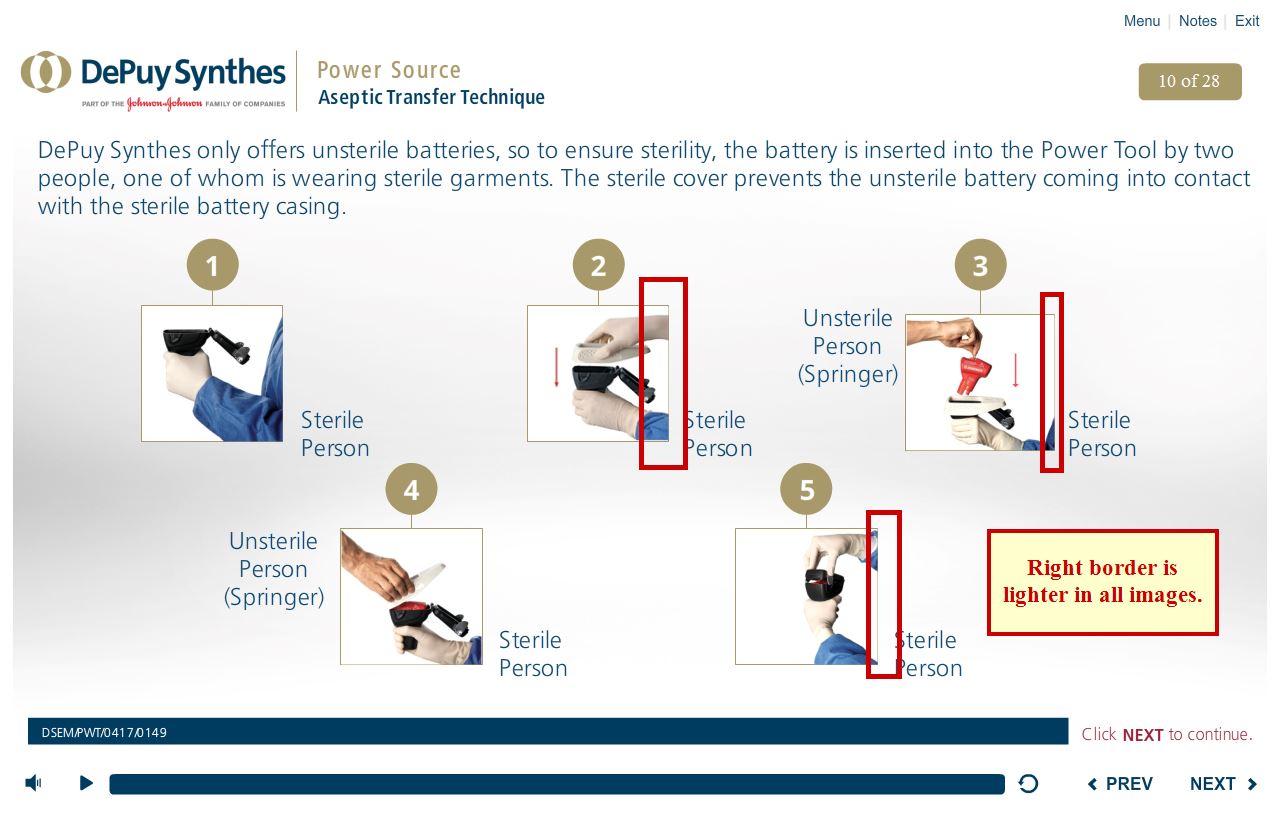 Menu | Notes | Exit
DePuy Synthes
PART OF THE Johnson & Johnson FAMILY OF COMPANIES
Power Source
Aseptic Transfer Technique
10 of 28
DePuy Synthes only offers unsterile batteries, so to ensure sterility, the battery is inserted into the Power Tool by two
people, one of whom is wearing sterile garments. The sterile cover prevents the unsterile battery coming into contact
with the sterile battery casing.
1
Sterile
Person
2
Sterile
Person
3
Unsterile
Person
(Springer)
Sterile
Person
4
Unsterile
Person
(Springer)
Sterile
Person
5
Sterile
Person
Right border is
lighter in all images.
DSEM/PWT/0417/0149
Click NEXT to continue.
PREV
NEXT